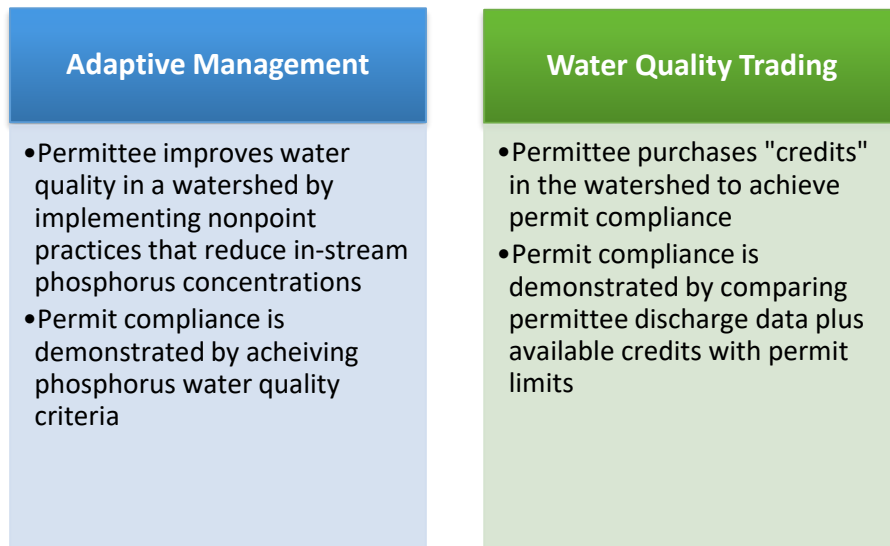 Adaptive Management
•Permittee improves water
quality in a watershed by
implementing nonpoint
practices that reduce in-stream
phosphorus concentrations
•Permit compliance is
demonstrated by acheiving
phosphorus water quality
criteria
Water Quality Trading
•Permittee purchases "credits"
in the watershed to achieve
permit compliance
•Permit compliance is
demonstrated by comparing
permittee discharge data plus
available credits with permit
limits